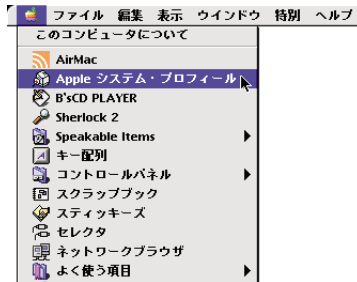 ファイル 編集 表示 ウインドウ 特別 ヘルプ
このコンピュータについて
AirMac
Apple システム・プロフィール
B'sCD PLAYER
Sherlock 2
Speakable Items
キー配列
コントロールパネル
スクラップブック
スティッキーズ
セレクタ
ネットワークブラウザ
よく使う項目